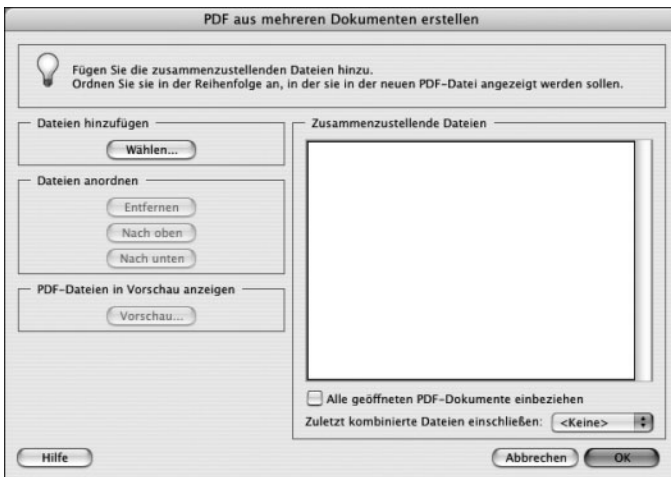 PDF aus mehreren Dokumenten erstellen
Fügen Sie die zusammenzustellenden Dateien hinzu.
Ordnen Sie sie in der Reihenfolge an, in der sie in der neuen PDF-Datei angezeigt werden sollen.
Dateien hinzufügen
Wählen...
Dateien anordnen
Entfernen
Nach oben
Nach unten
PDF-Dateien in Vorschau anzeigen
Vorschau...
Zusammenzustellende Dateien
Alle geöffneten PDF-Dokumente einbeziehen
Zuletzt kombinierte Dateien einschließen: <Keine>
Hilfe
Abbrechen
OK